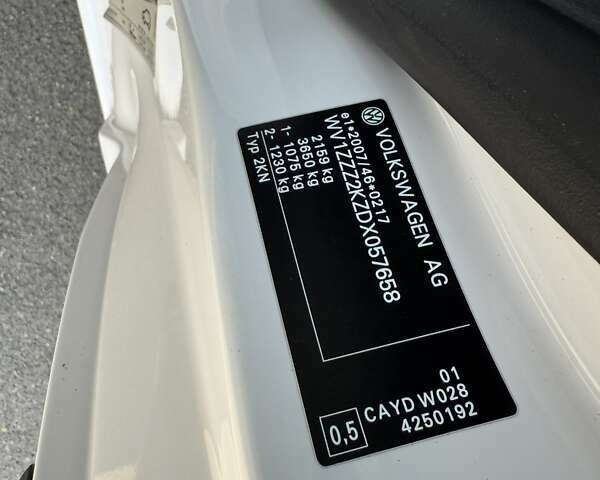 VOLKSWAGEN AG
e1*2007/46*0217
WV1ZZZ2KZDX057658
2159 kg
3650 kg
1- 1075 kg
2- 1230 kg
Typ 2KN
01
CAYD W028
4250192
0,5